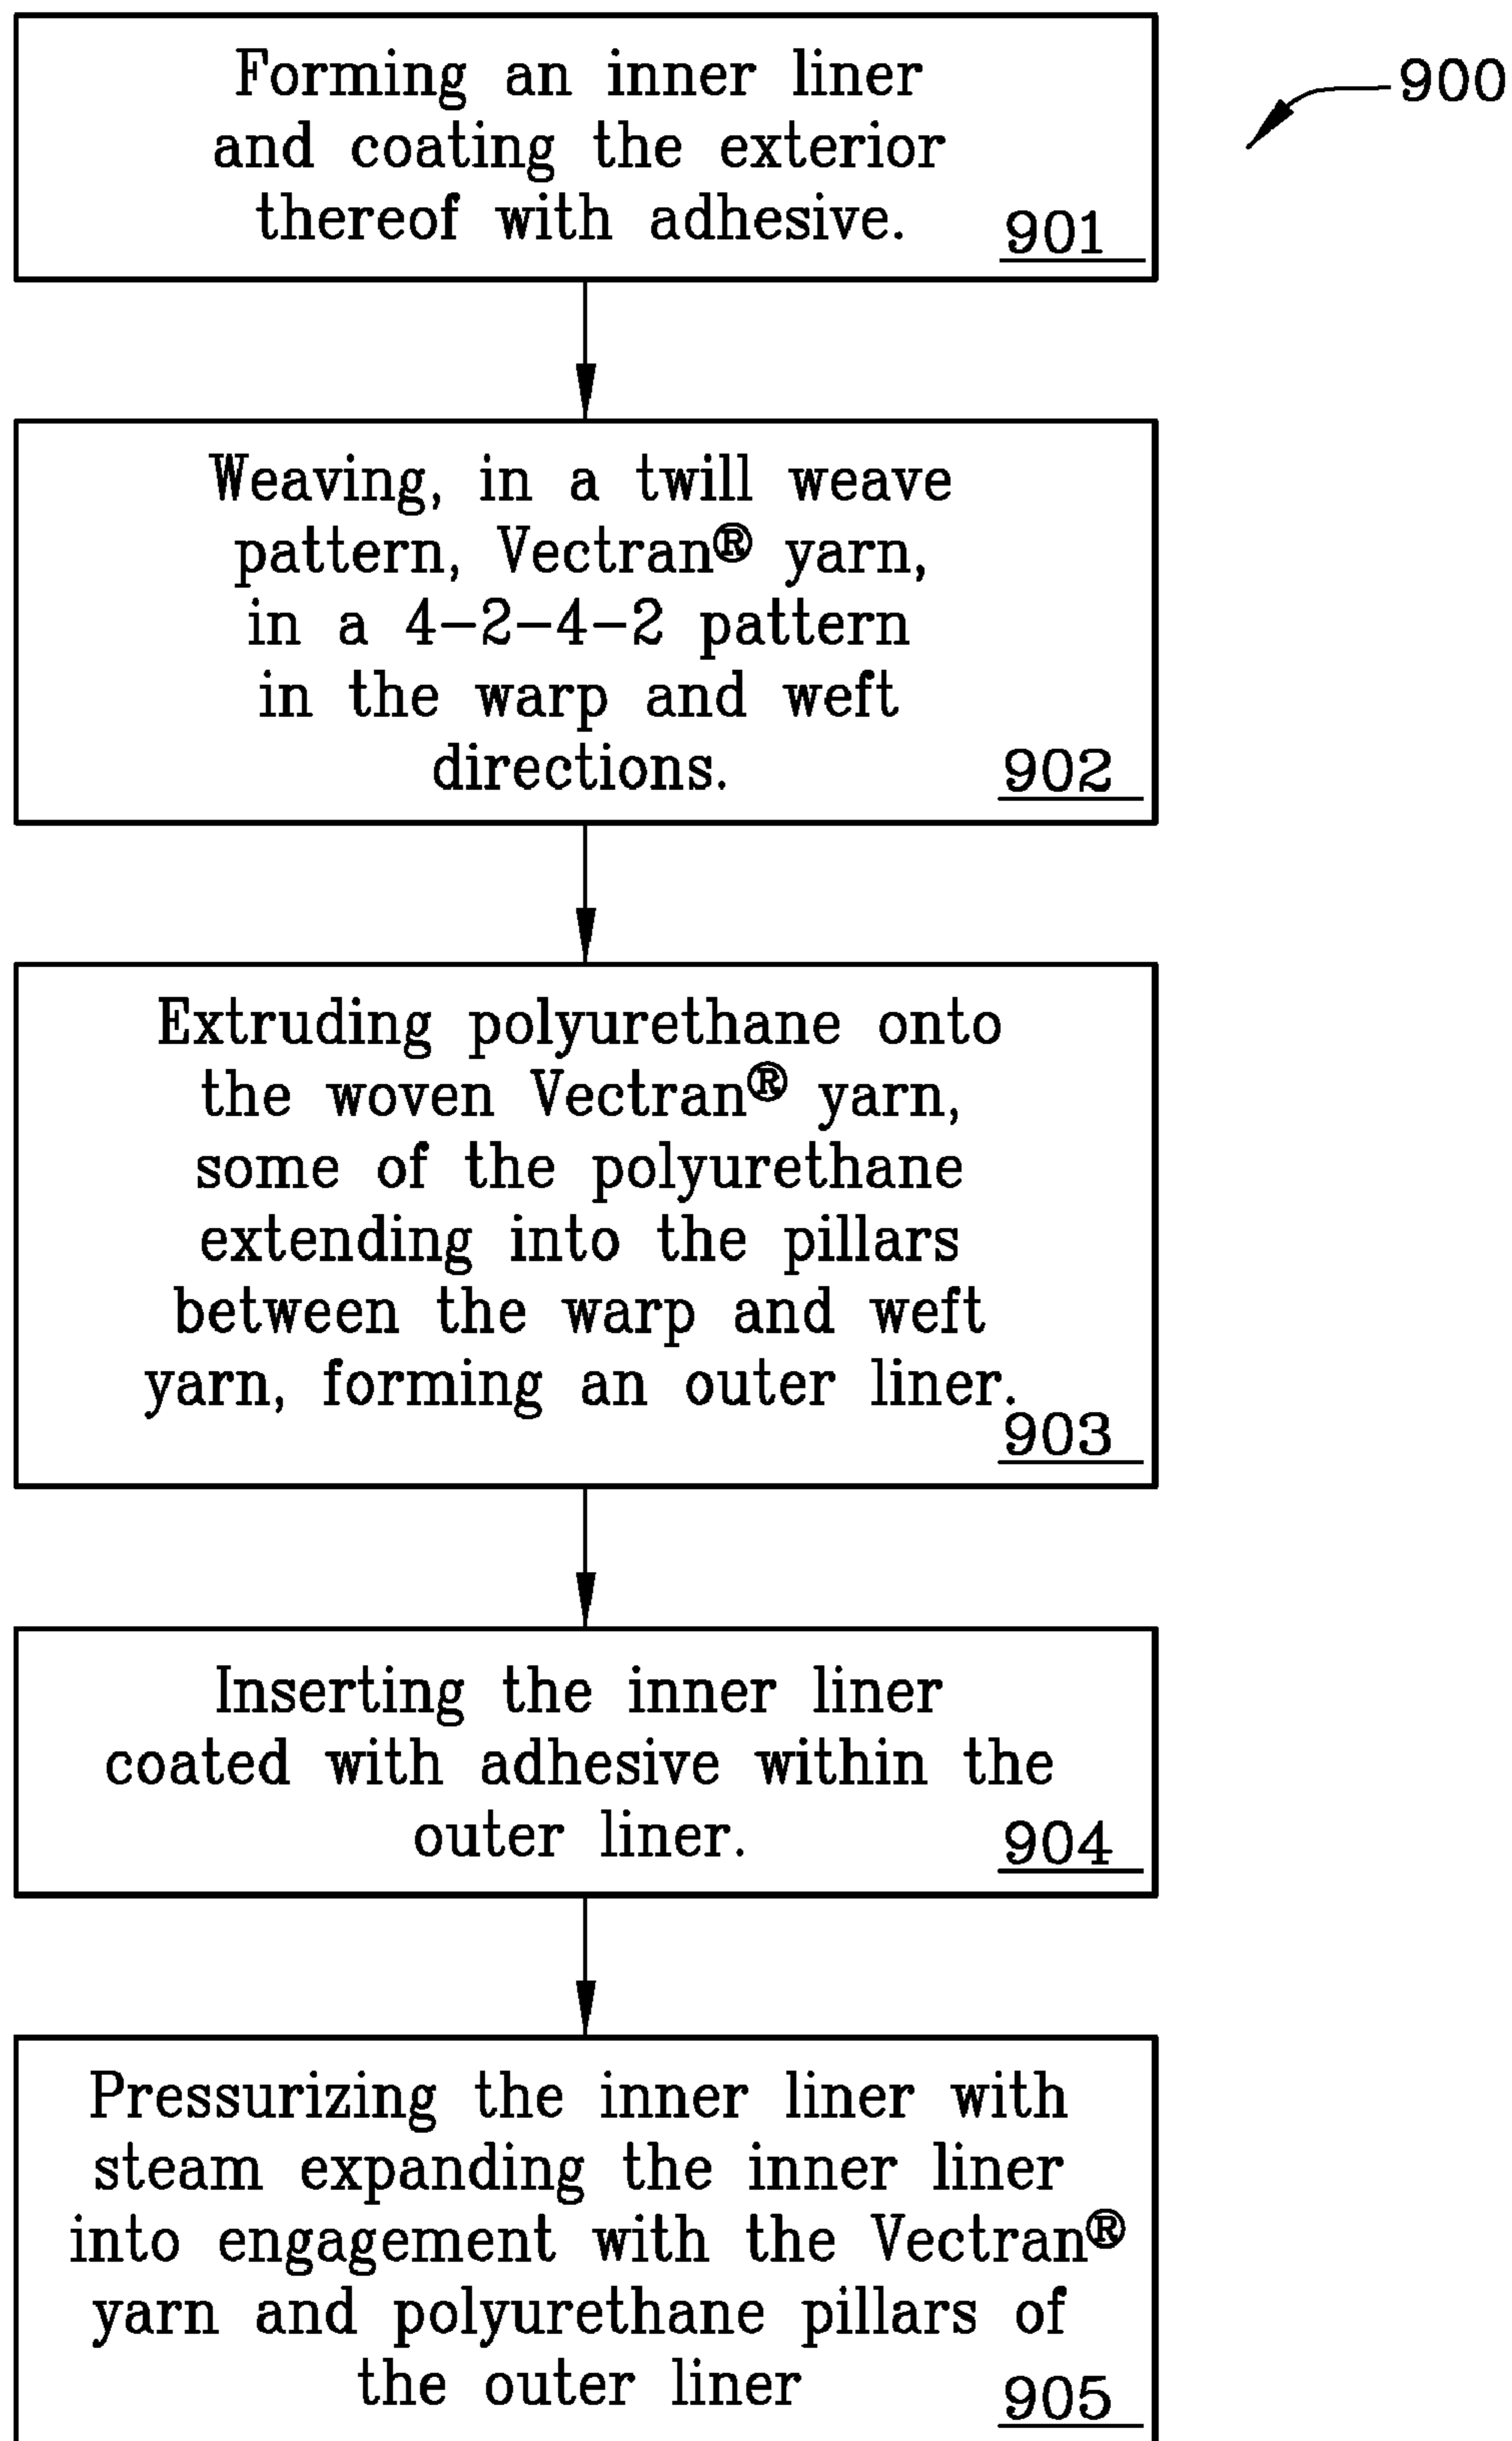 Forming an inner liner
and coating the exterior
thereof with adhesive.
901
900
Weaving, in a twill weave
pattern, Vectran® yarn,
in a 4-2-4-2 pattern
in the warp and weft
directions.
902
Extruding polyurethane onto
the woven Vectran® yarn,
some of the polyurethane
extending into the pillars
between the warp and weft
yarn, forming an outer liner.
903
Inserting the inner liner
coated with adhesive within the
outer liner.
904
Pressurizing the inner liner with
steam expanding the inner liner
into engagement with the Vectran®
yarn and polyurethane pillars of
the outer liner
905